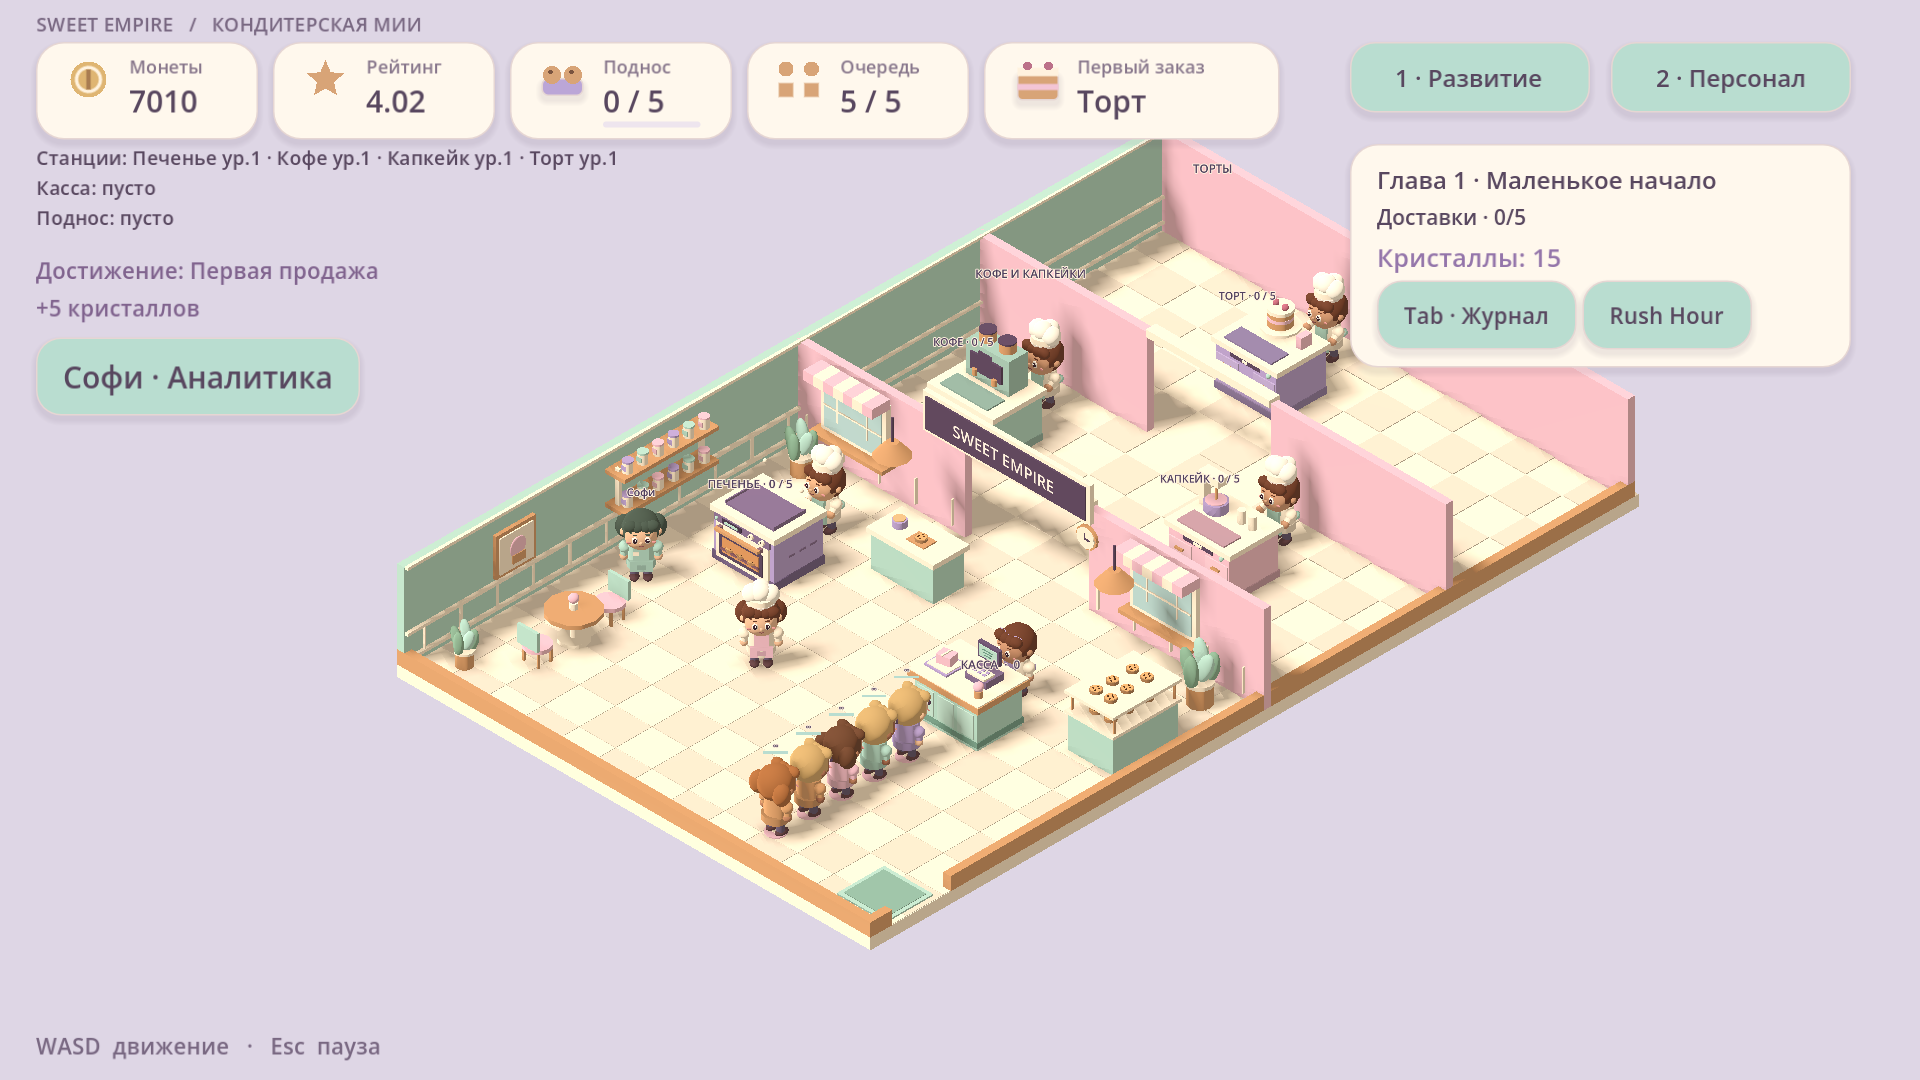 SWEET EMPIRE / КОНДИТЕРСКАЯ МИИ
Монеты
7010
Рейтинг
4.02
Поднос
0 / 5
Очередь
5 / 5
Первый заказ
Торт
1 · Развитие
2 · Персонал
Станции: Печенье ур.1 · Кофе ур.1 · Капкейк ур.1 · Торт ур.1
Касса: пусто
Поднос: пусто
Достижение: Первая продажа
+5 кристаллов
Софи · Аналитика
Глава 1 · Маленькое начало
Доставки · 0/5
Кристаллы: 15
Tab · Журнал
Rush Hour
ТОРТЫ
КОФЕ И КАПКЕЙКИ
ТОРТ · 0 / 5
КОФЕ · 0 / 5
SWEET EMPIRE
КАПКЕЙК · 0 / 5
ПЕЧЕНЬЕ · 0 / 5
Софи
КАССА · 0
WASD движение · Esc пауза